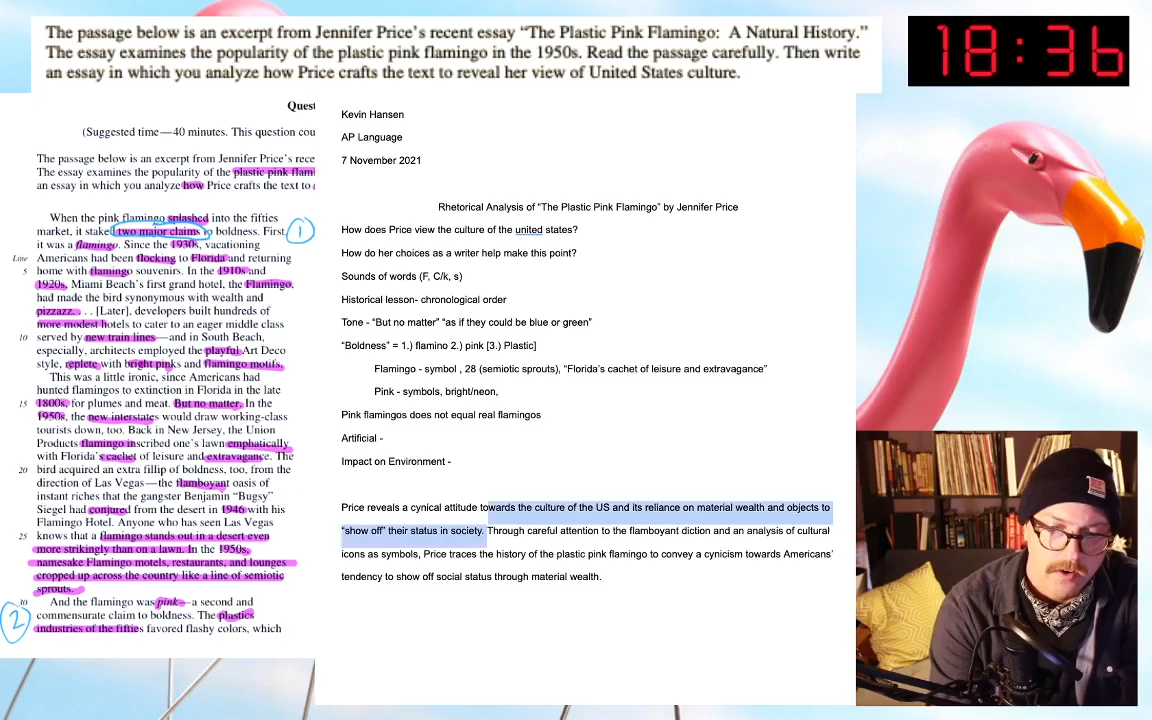 The passage below is an excerpt from Jennifer Price's recent essay “The Plastic Pink Flamingo: A Natural History.”
The essay examines the popularity of the plastic pink flamingo in the 1950s. Read the passage carefully. Then write
an essay in which you analyze how Price crafts the text to reveal her view of United States culture.
18:36
Quest
(Suggested time—40 minutes. This question cou
The passage below is an excerpt from Jennifer Price's rece
The essay examines the popularity of the plastic pink flam
an essay in which you analyze how Price crafts the text to
When the pink flamingo splashed into the fifties
market, it staked two major claims to boldness. First,
1
it was a flamingo. Since the 1930s, vacationing
Line Americans had been flocking to Florida and returning
5 home with flamingo souvenirs. In the 1910s and
1920s, Miami Beach's first grand hotel, the Flamingo,
had made the bird synonymous with wealth and
pizzazz. . . . [Later], developers built hundreds of
more modest hotels to cater to an eager middle class
10 served by new train lines—and in South Beach,
especially, architects employed the playful Art Deco
style, replete with bright pinks and flamingo motifs.
This was a little ironic, since Americans had
hunted flamingos to extinction in Florida in the late
15 1800s, for plumes and meat. But no matter. In the
1950s, the new interstates would draw working-class
tourists down, too. Back in New Jersey, the Union
Products flamingo inscribed one's lawn emphatically
with Florida's cachet of leisure and extravagance. The
20 bird acquired an extra fillip of boldness, too, from the
direction of Las Vegas—the flamboyant oasis of
instant riches that the gangster Benjamin “Bugsy”
Siegel had conjured from the desert in 1946 with his
Flamingo Hotel. Anyone who has seen Las Vegas
25 knows that a flamingo stands out in a desert even
more strikingly than on a lawn. In the 1950s,
namesake Flamingo motels, restaurants, and lounges
cropped up across the country like a line of semiotic
sprouts.
30 And the flamingo was pink—a second and
2
commensurate claim to boldness. The plastics
industries of the fifties favored flashy colors, which
Kevin Hansen
AP Language
7 November 2021
Rhetorical Analysis of “The Plastic Pink Flamingo” by Jennifer Price
How does Price view the culture of the united states?
How do her choices as a writer help make this point?
Sounds of words (F, C/k, s)
Historical lesson- chronological order
Tone - “But no matter” “as if they could be blue or green”
“Boldness” = 1.) flamino 2.) pink [3.) Plastic]
Flamingo - symbol , 28 (semiotic sprouts), “Florida's cachet of leisure and extravagance”
Pink - symbols, bright/neon,
Pink flamingos does not equal real flamingos
Artificial -
Impact on Environment -
Price reveals a cynical attitude towards the culture of the US and its reliance on material wealth and objects to
“show off” their status in society. Through careful attention to the flamboyant diction and an analysis of cultural
icons as symbols, Price traces the history of the plastic pink flamingo to convey a cynicism towards Americans'
tendency to show off social status through material wealth.